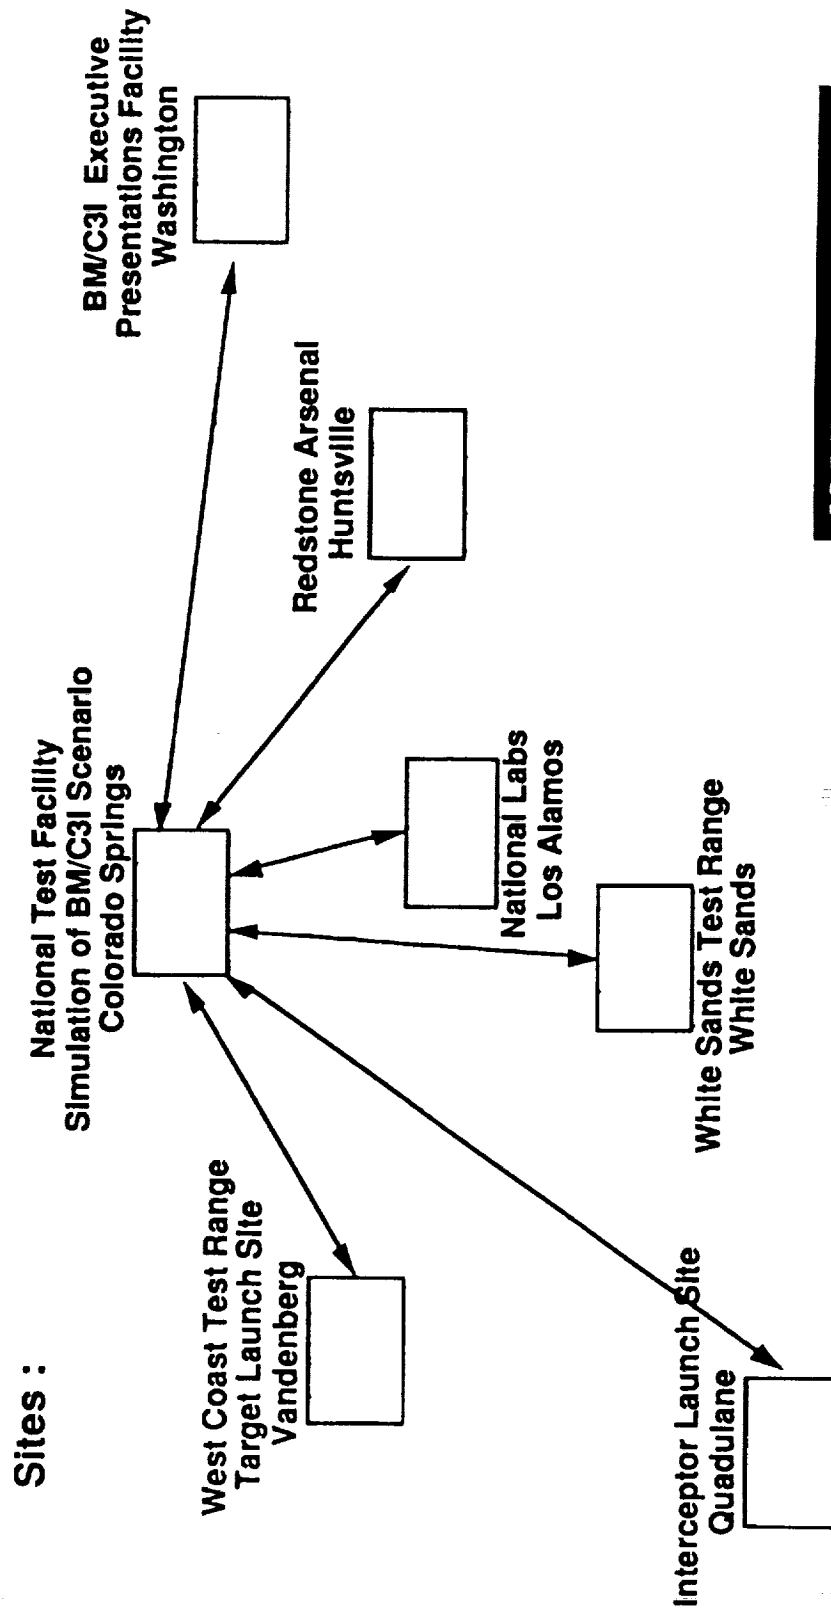 Sites :
National Test Facility
Simulation of BM/C3I Scenario
Colorado Springs
BM/C3I Executive
Presentations Facility
Washington
West Coast Test Range
Target Launch Site
Vandenberg
Redstone Arsenal
Huntsville
National Labs
Los Alamos
White Sands Test Range
White Sands
Interceptor Launch Site
Quadulane